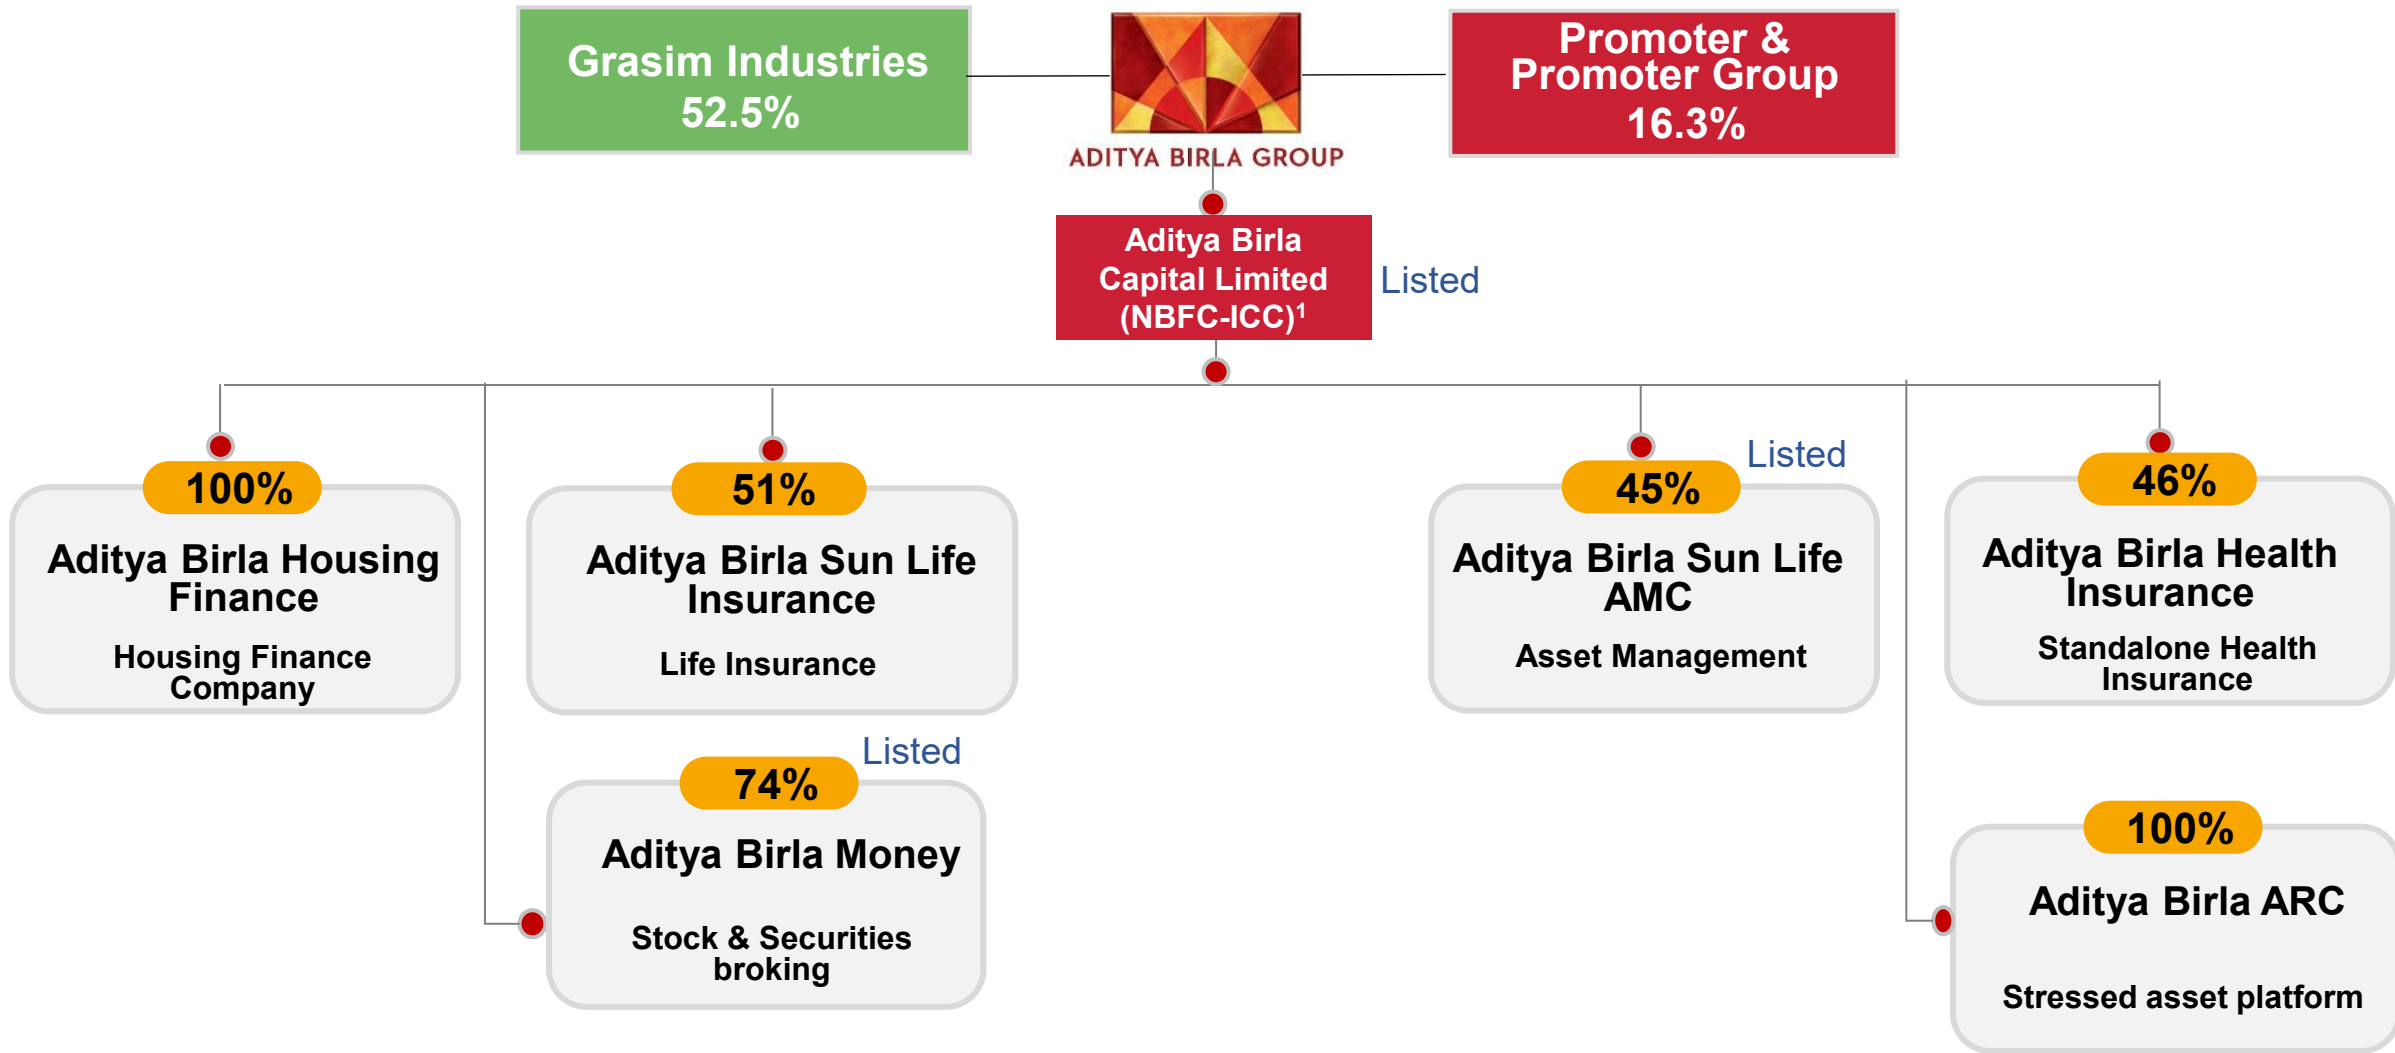 Grasim Industries
52.5%
ADITYA BIRLA GROUP
Promoter &
Promoter Group
16.3%
Aditya Birla
Capital Limited
(NBFC-ICC)¹
Listed
100%
Aditya Birla Housing
Finance
Housing Finance
Company
51%
Aditya Birla Sun Life
Insurance
Life Insurance
Listed
45%
Aditya Birla Sun Life
AMC
Asset Management
46%
Aditya Birla Health
Insurance
Standalone Health
Insurance
Listed
74%
Aditya Birla Money
Stock & Securities
broking
100%
Aditya Birla ARC
Stressed asset platform